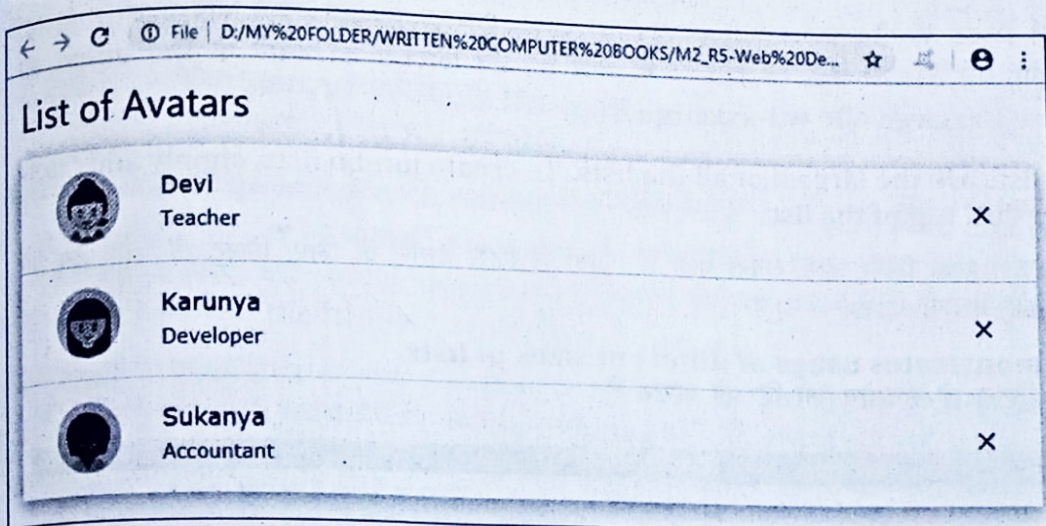 File | D:/MY%20FOLDER/WRITTEN%20COMPUTER%20BOOKS/M2_R5-Web%20De...
List of Avatars
Devi
Teacher
×
Karunya
Developer
×
Sukanya
Accountant
×